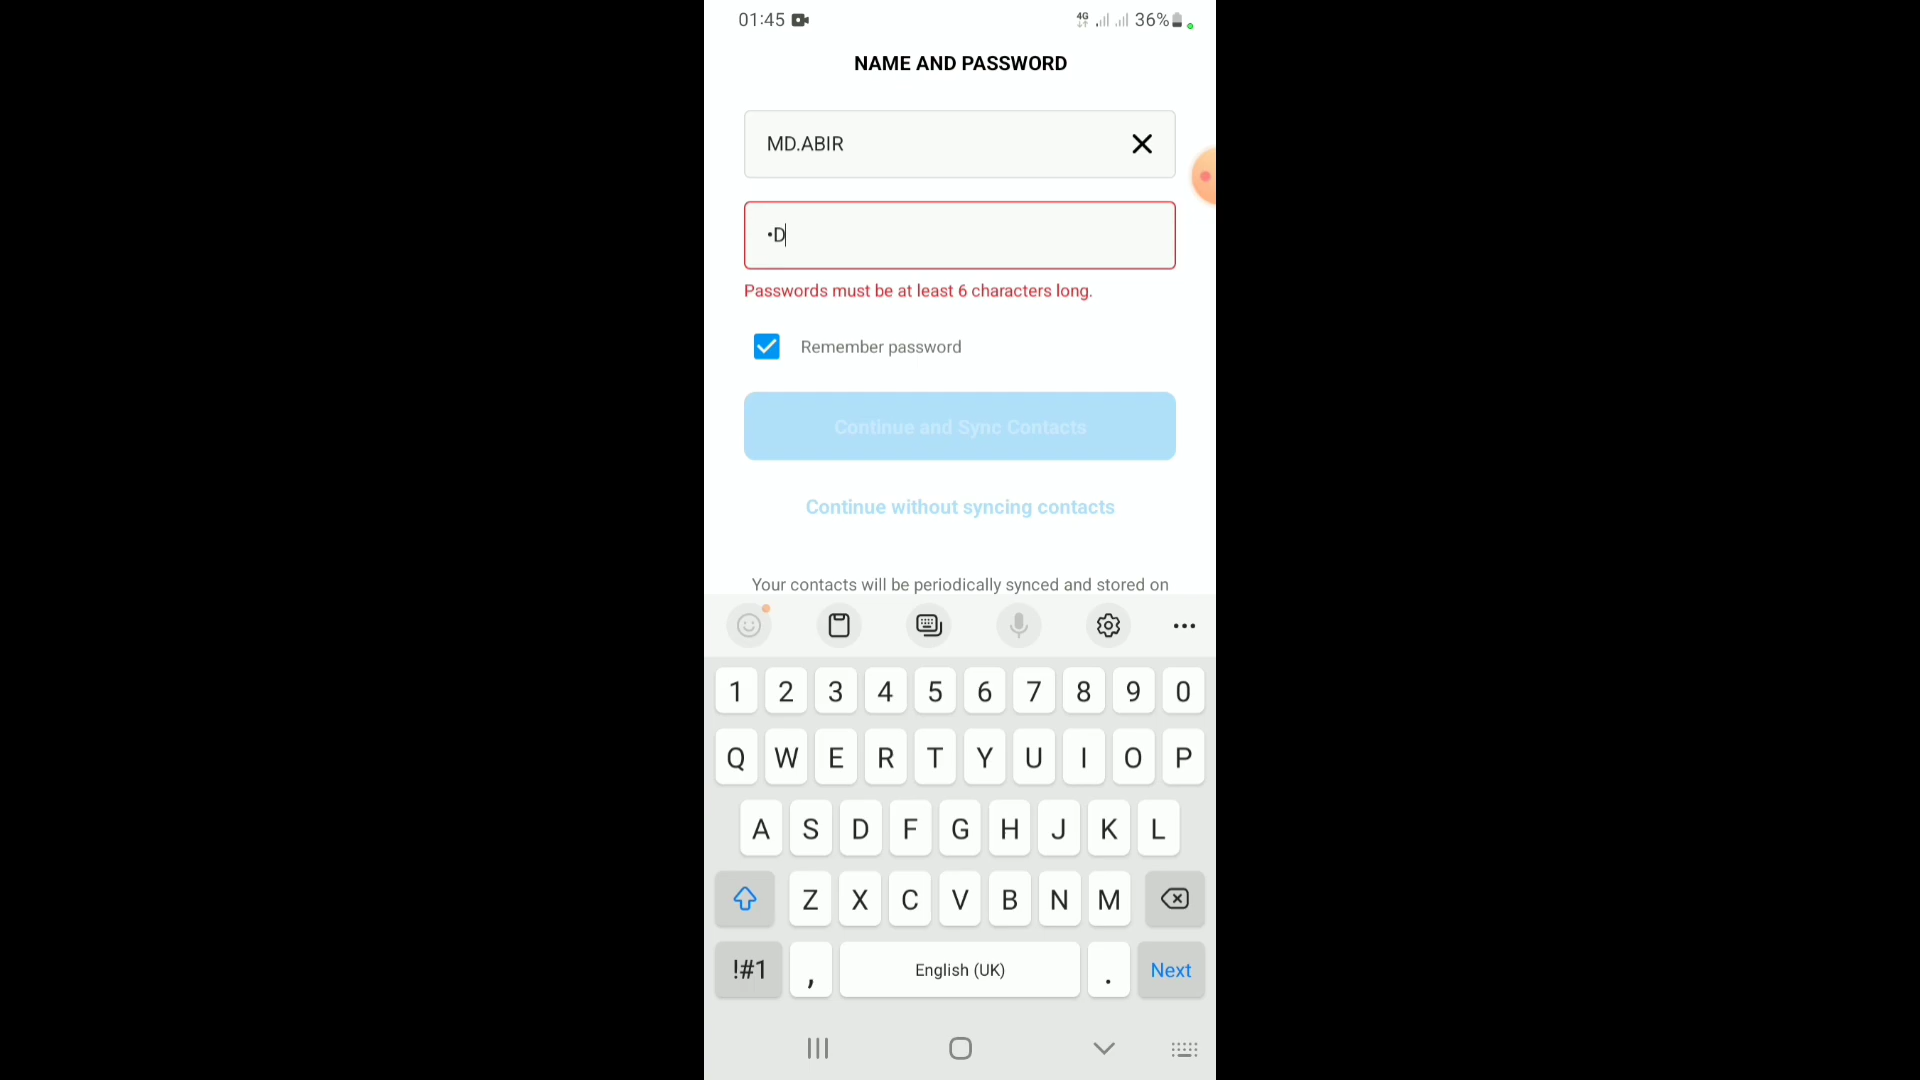 01:45 4G 36%
NAME AND PASSWORD
MD.ABIR
•D
Passwords must be at least 6 characters long.
Remember password
Continue and Sync Contacts
Continue without syncing contacts
Your contacts will be periodically synced and stored on
1 2 3 4 5 6 7 8 9 0
Q W E R T Y U I O P
A S D F G H J K L
Z X C V B N M
!#1 , English (UK) . Next